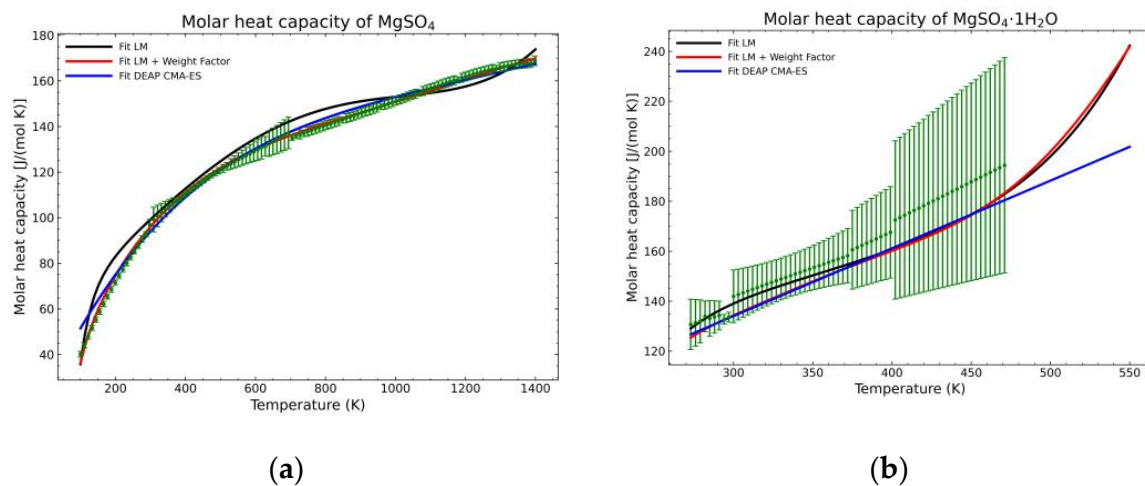 Molar heat capacity of MgSO₄
Fit LM
Fit LM + Weight Factor
Fit DEAP CMA-ES
Molar heat capacity [J/(mol K)]
180
160
140
120
100
80
60
40
200 400 600 800 1000 1200 1400
Temperature (K)
(a)
Molar heat capacity of MgSO₄·1H₂O
Fit LM
Fit LM + Weight Factor
Fit DEAP CMA-ES
Molar heat capacity [J/(mol K)]
240
220
200
180
160
140
120
300 350 400 450 500 550
Temperature (K)
(b)